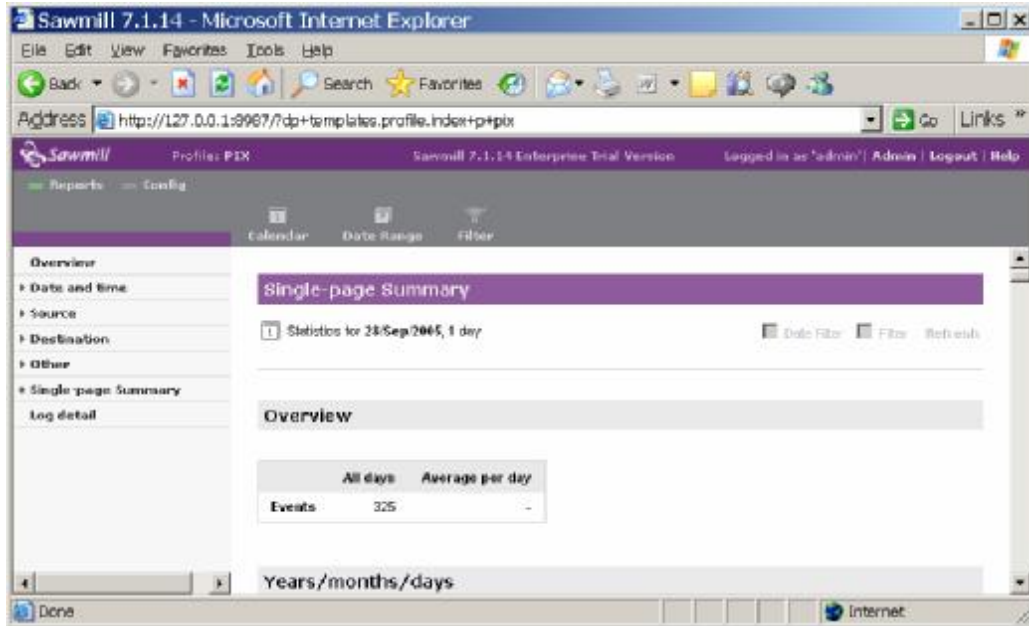 Sawmill 7.1.14 - Microsoft Internet Explorer
File Edit View Favorites Tools Help
Back Search Favorites
Address http://127.0.0.1:8987/?dp+templates.profile.index+p+pix Go Links »
Sawmill Profile: PIX Sawmill 7.1.14 Enterprise Trial Version Logged in as 'admin' | Admin | Logout | Help
Reports Config
Calendar Date Range Filter
Overview
Date and time
Source
Destination
Other
Single-page Summary
Log detail
Single-page Summary
Statistics for 28/Sep/2005, 1 day Date Filter Filter Refresh
Overview
All days Average per day
Events 325 -
Years/months/days
Done Internet